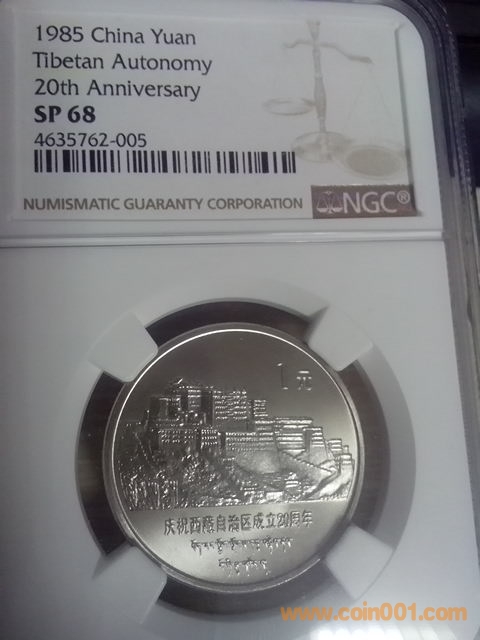 1985 China Yuan
Tibetan Autonomy
20th Anniversary
SP 68
4635762-005
NUMISMATIC GUARANTY CORPORATION NGC®
1元
庆祝西藏自治区成立20周年
www.coin001.com